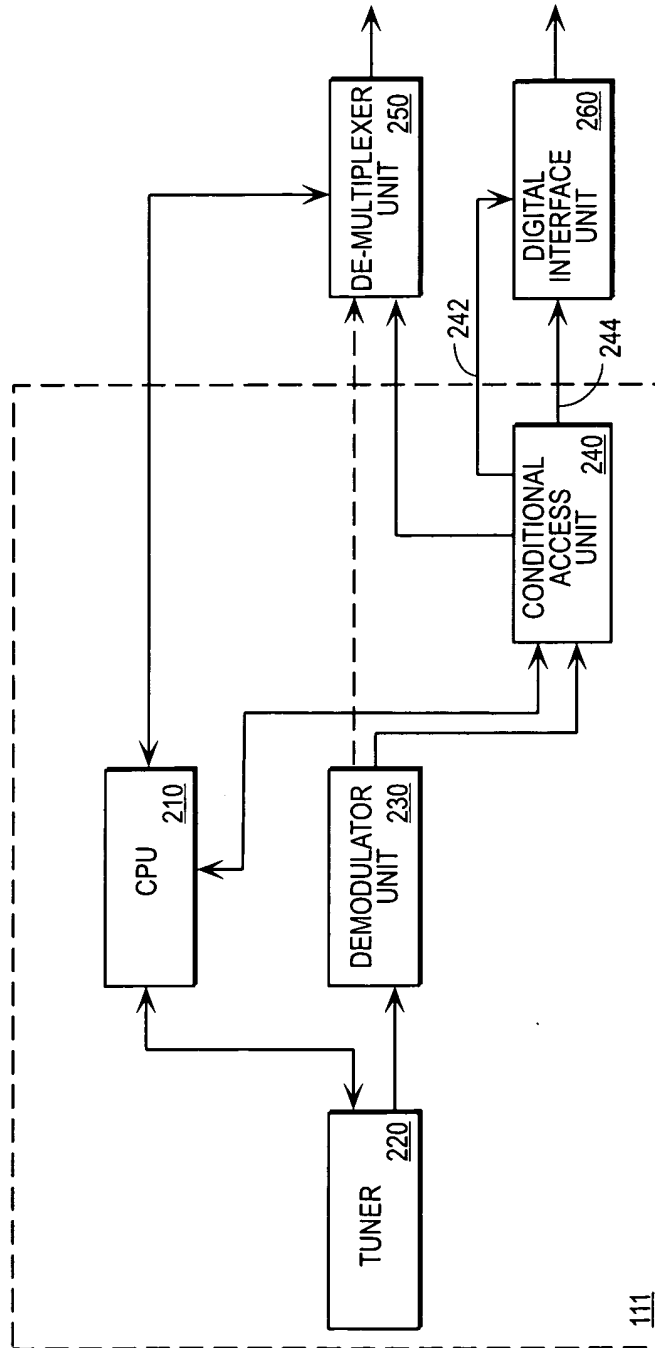 CPU
210
DE-MULTIPLEXER
UNIT
250
TUNER
220
DEMODULATOR
UNIT
230
242
CONDITIONAL
ACCESS
UNIT
240
244
DIGITAL
INTERFACE
UNIT
260
111